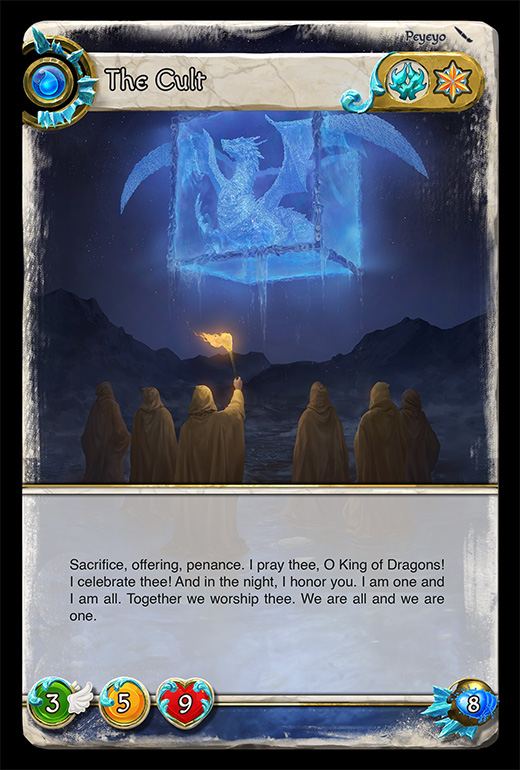 Peyeyo
The Cult
Sacrifice, offering, penance. I pray thee, O King of Dragons!
I celebrate thee! And in the night, I honor you. I am one and
I am all. Together we worship thee. We are all and we are
one.
3 5 9 8